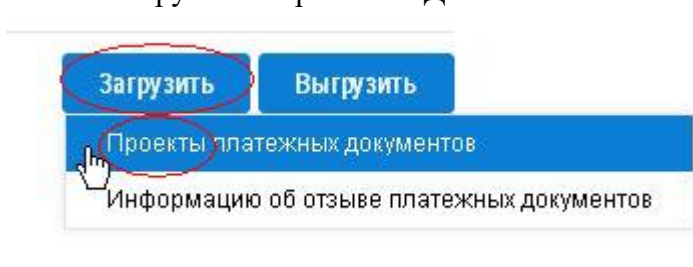 Загрузить Выгрузить
Проекты платежных документов
Информацию об отзыве платежных документов